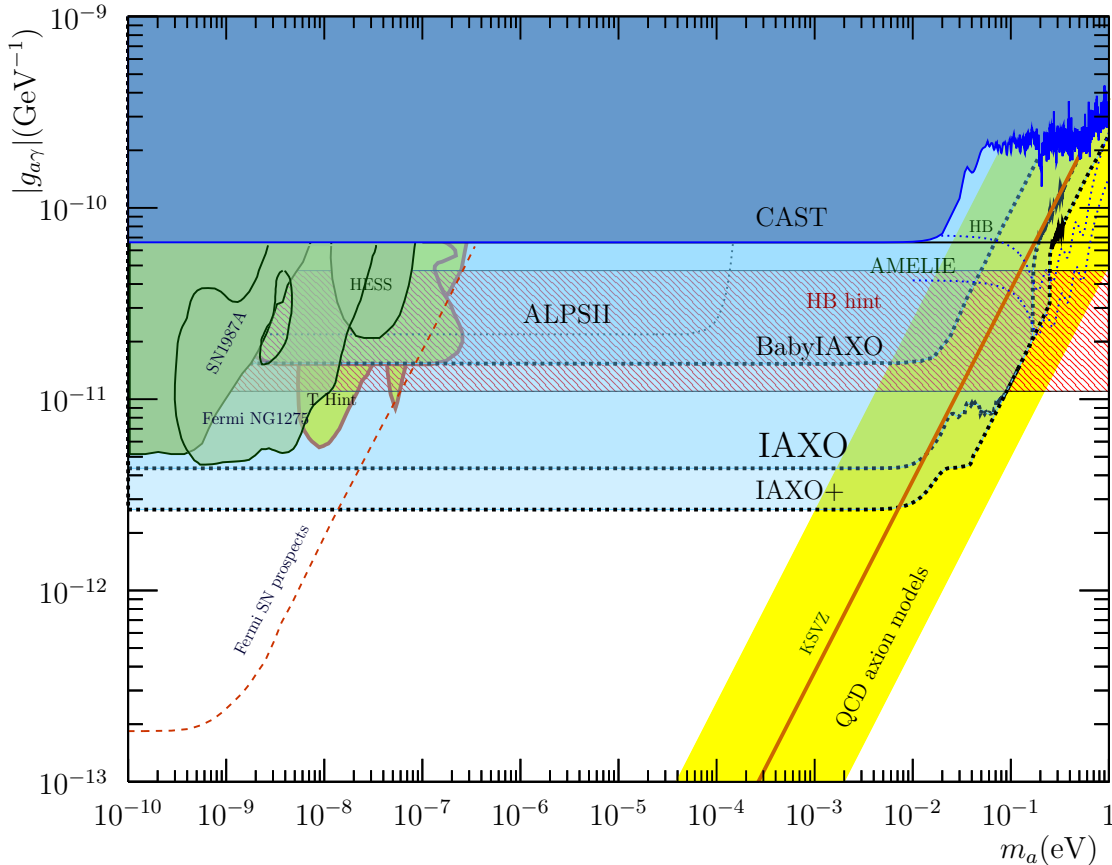 10⁻⁹
|g_{aγ}|(GeV⁻¹)
10⁻¹⁰
CAST
HB
AMELIE
HESS
HB hint
ALPSII
SN1987A
BabyIAXO
10⁻¹¹
T Hint
Fermi NG1275
IAXO
IAXO+
Fermi SN prospects
10⁻¹²
KSVZ
QCD axion models
10⁻¹³
10⁻¹⁰ 10⁻⁹ 10⁻⁸ 10⁻⁷ 10⁻⁶ 10⁻⁵ 10⁻⁴ 10⁻³ 10⁻² 10⁻¹ 1
m_a(eV)